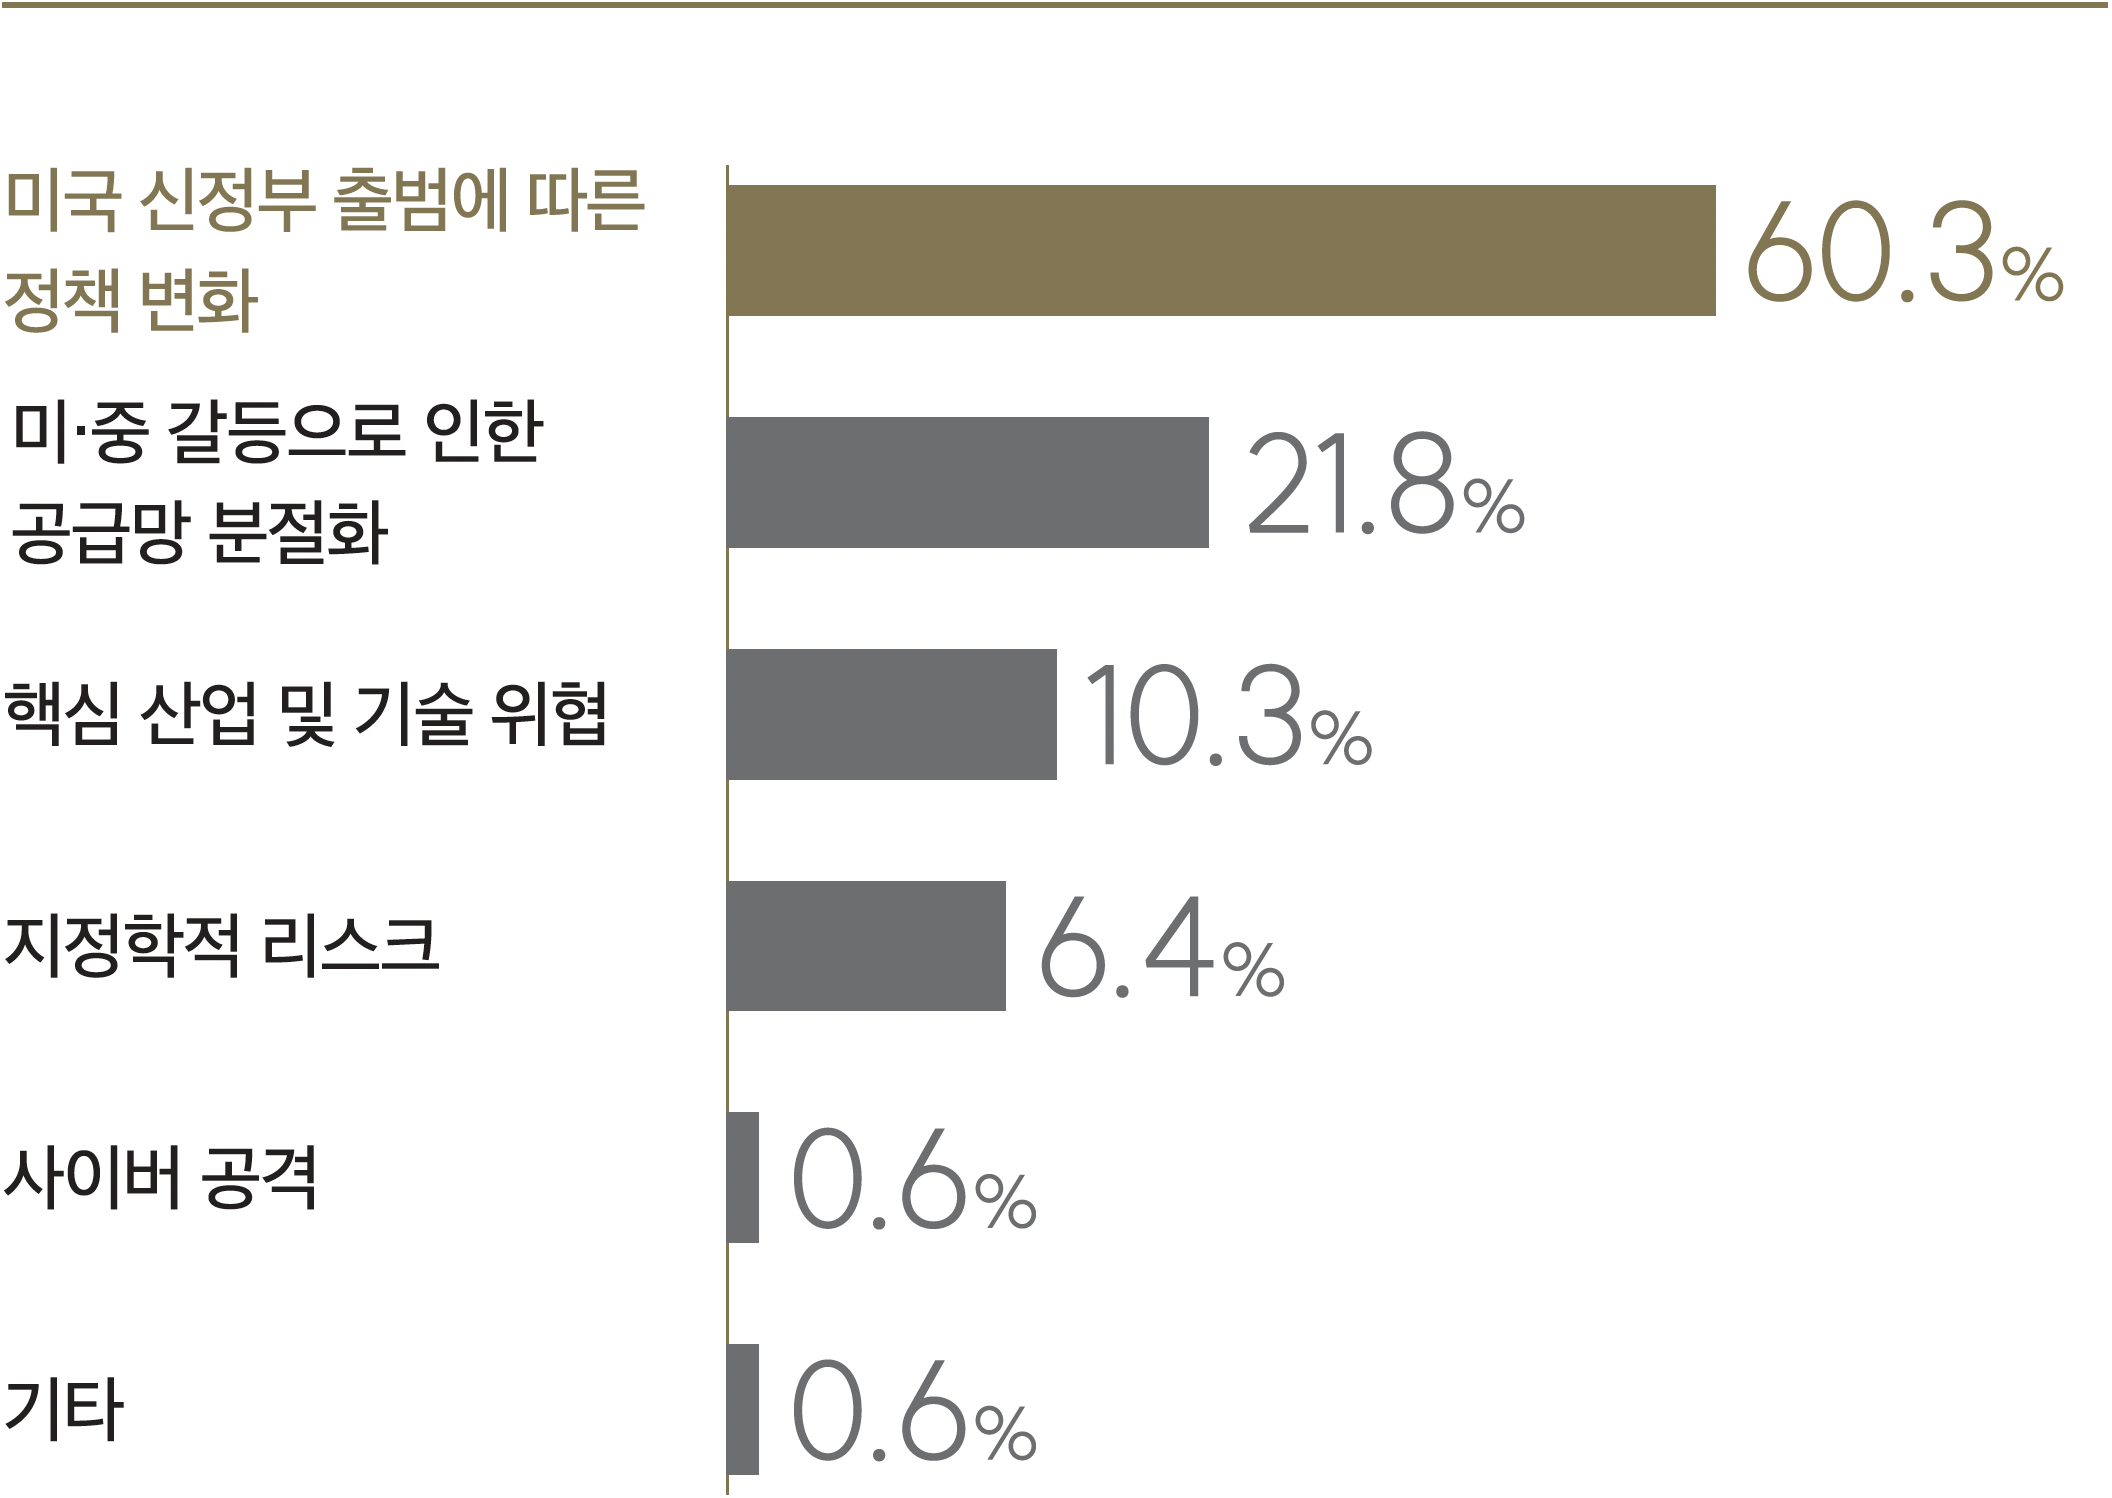 미국 신정부 출범에 따른
정책 변화
60.3%
미·중 갈등으로 인한
공급망 분절화
21.8%
핵심 산업 및 기술 위협
10.3%
지정학적 리스크
6.4%
사이버 공격
0.6%
기타
0.6%